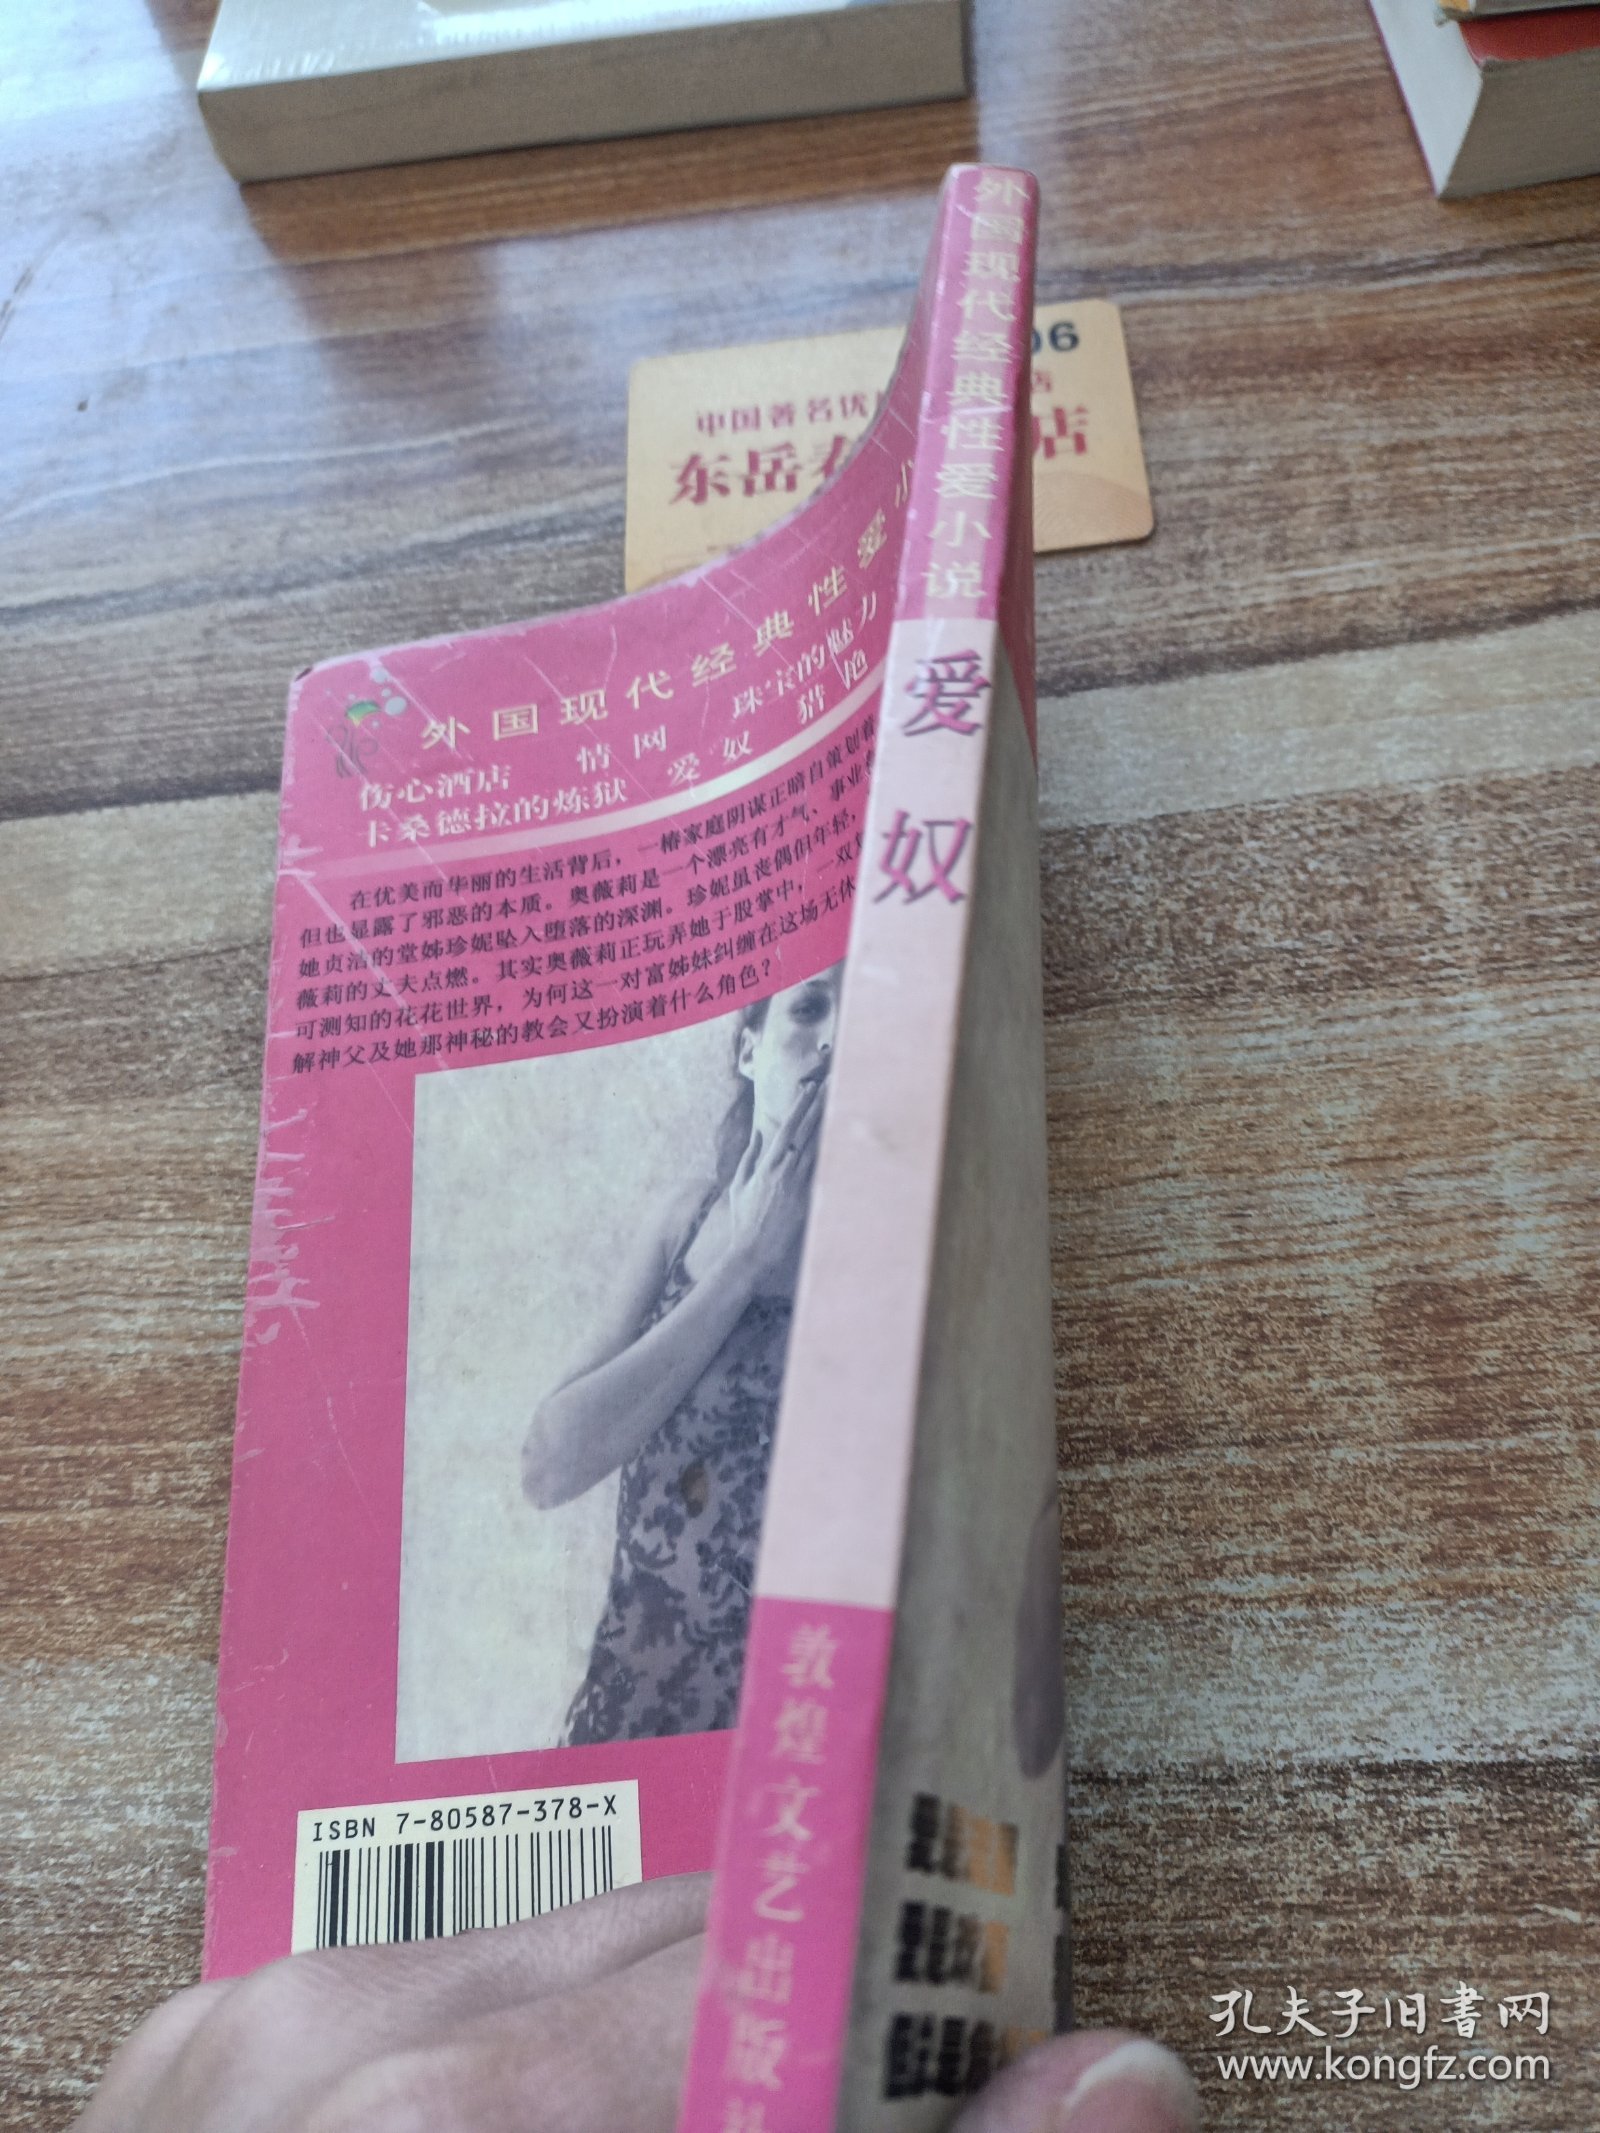 外国现代经典性爱小说
爱奴
敦煌文艺出版社
外国现代经典性爱小
伤心酒店 情网 珠宝的魅力
卡桑德拉的炼狱 爱奴 猎艳
在优美而华丽的生活背后，一椿家庭阴谋正暗自策划着
但也显露了邪恶的本质。奥薇莉是一个漂亮有才气、事业
她贞洁的堂姊珍妮坠入堕落的深渊。珍妮虽丧偶但年轻，
薇莉的丈夫点燃。其实奥薇莉正玩弄她于股掌中，一双
可测知的花花世界，为何这一对富姊妹纠缠在这场无休
解神父及她那神秘的教会又扮演着什么角色？
ISBN 7-80587-378-X
06
中国著名优
店
东岳
店
孔夫子旧书网
www.kongfz.com